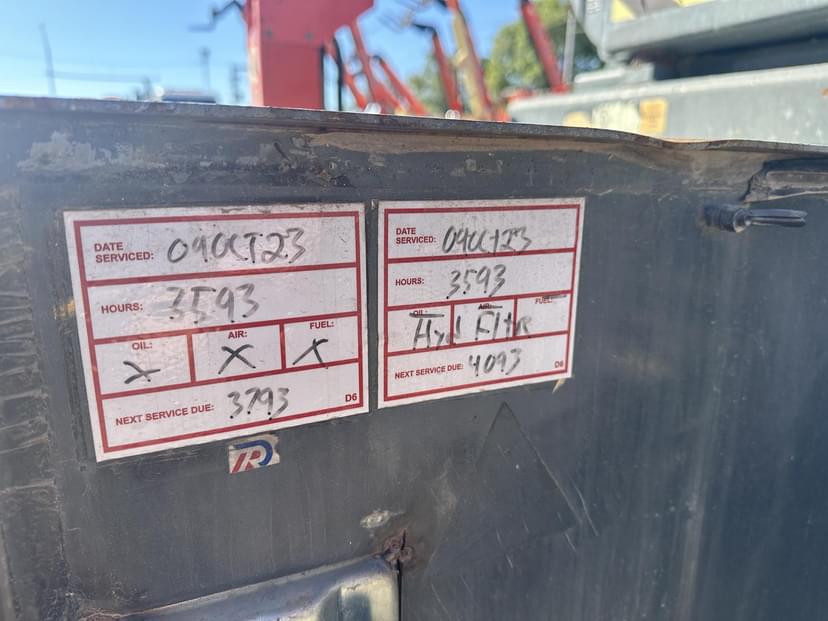 DATE SERVICED: 09OCT23
HOURS: 3593
OIL: X AIR: X FUEL: X
NEXT SERVICE DUE: 3793 D6
DATE SERVICED: 09Oct23
HOURS: 3593
OIL: AIR: FUEL:
Hyd Filtr
NEXT SERVICE DUE: 4093 D6